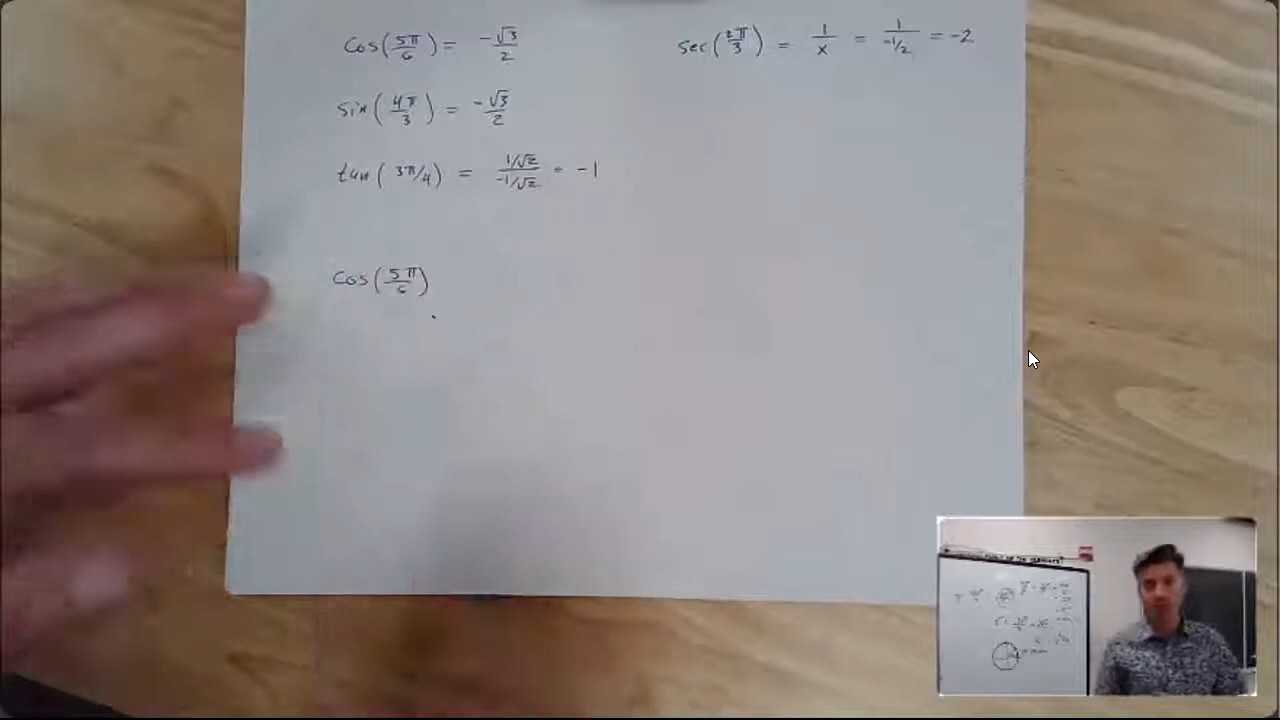 cos(5π/6) = -√3/2
sin(4π/3) = -√3/2
tan(3π/4) = 1/√2 / -1/√2 = -1
cos(5π/6)
sec(2π/3) = 1/x = 1/-1/2 = -2